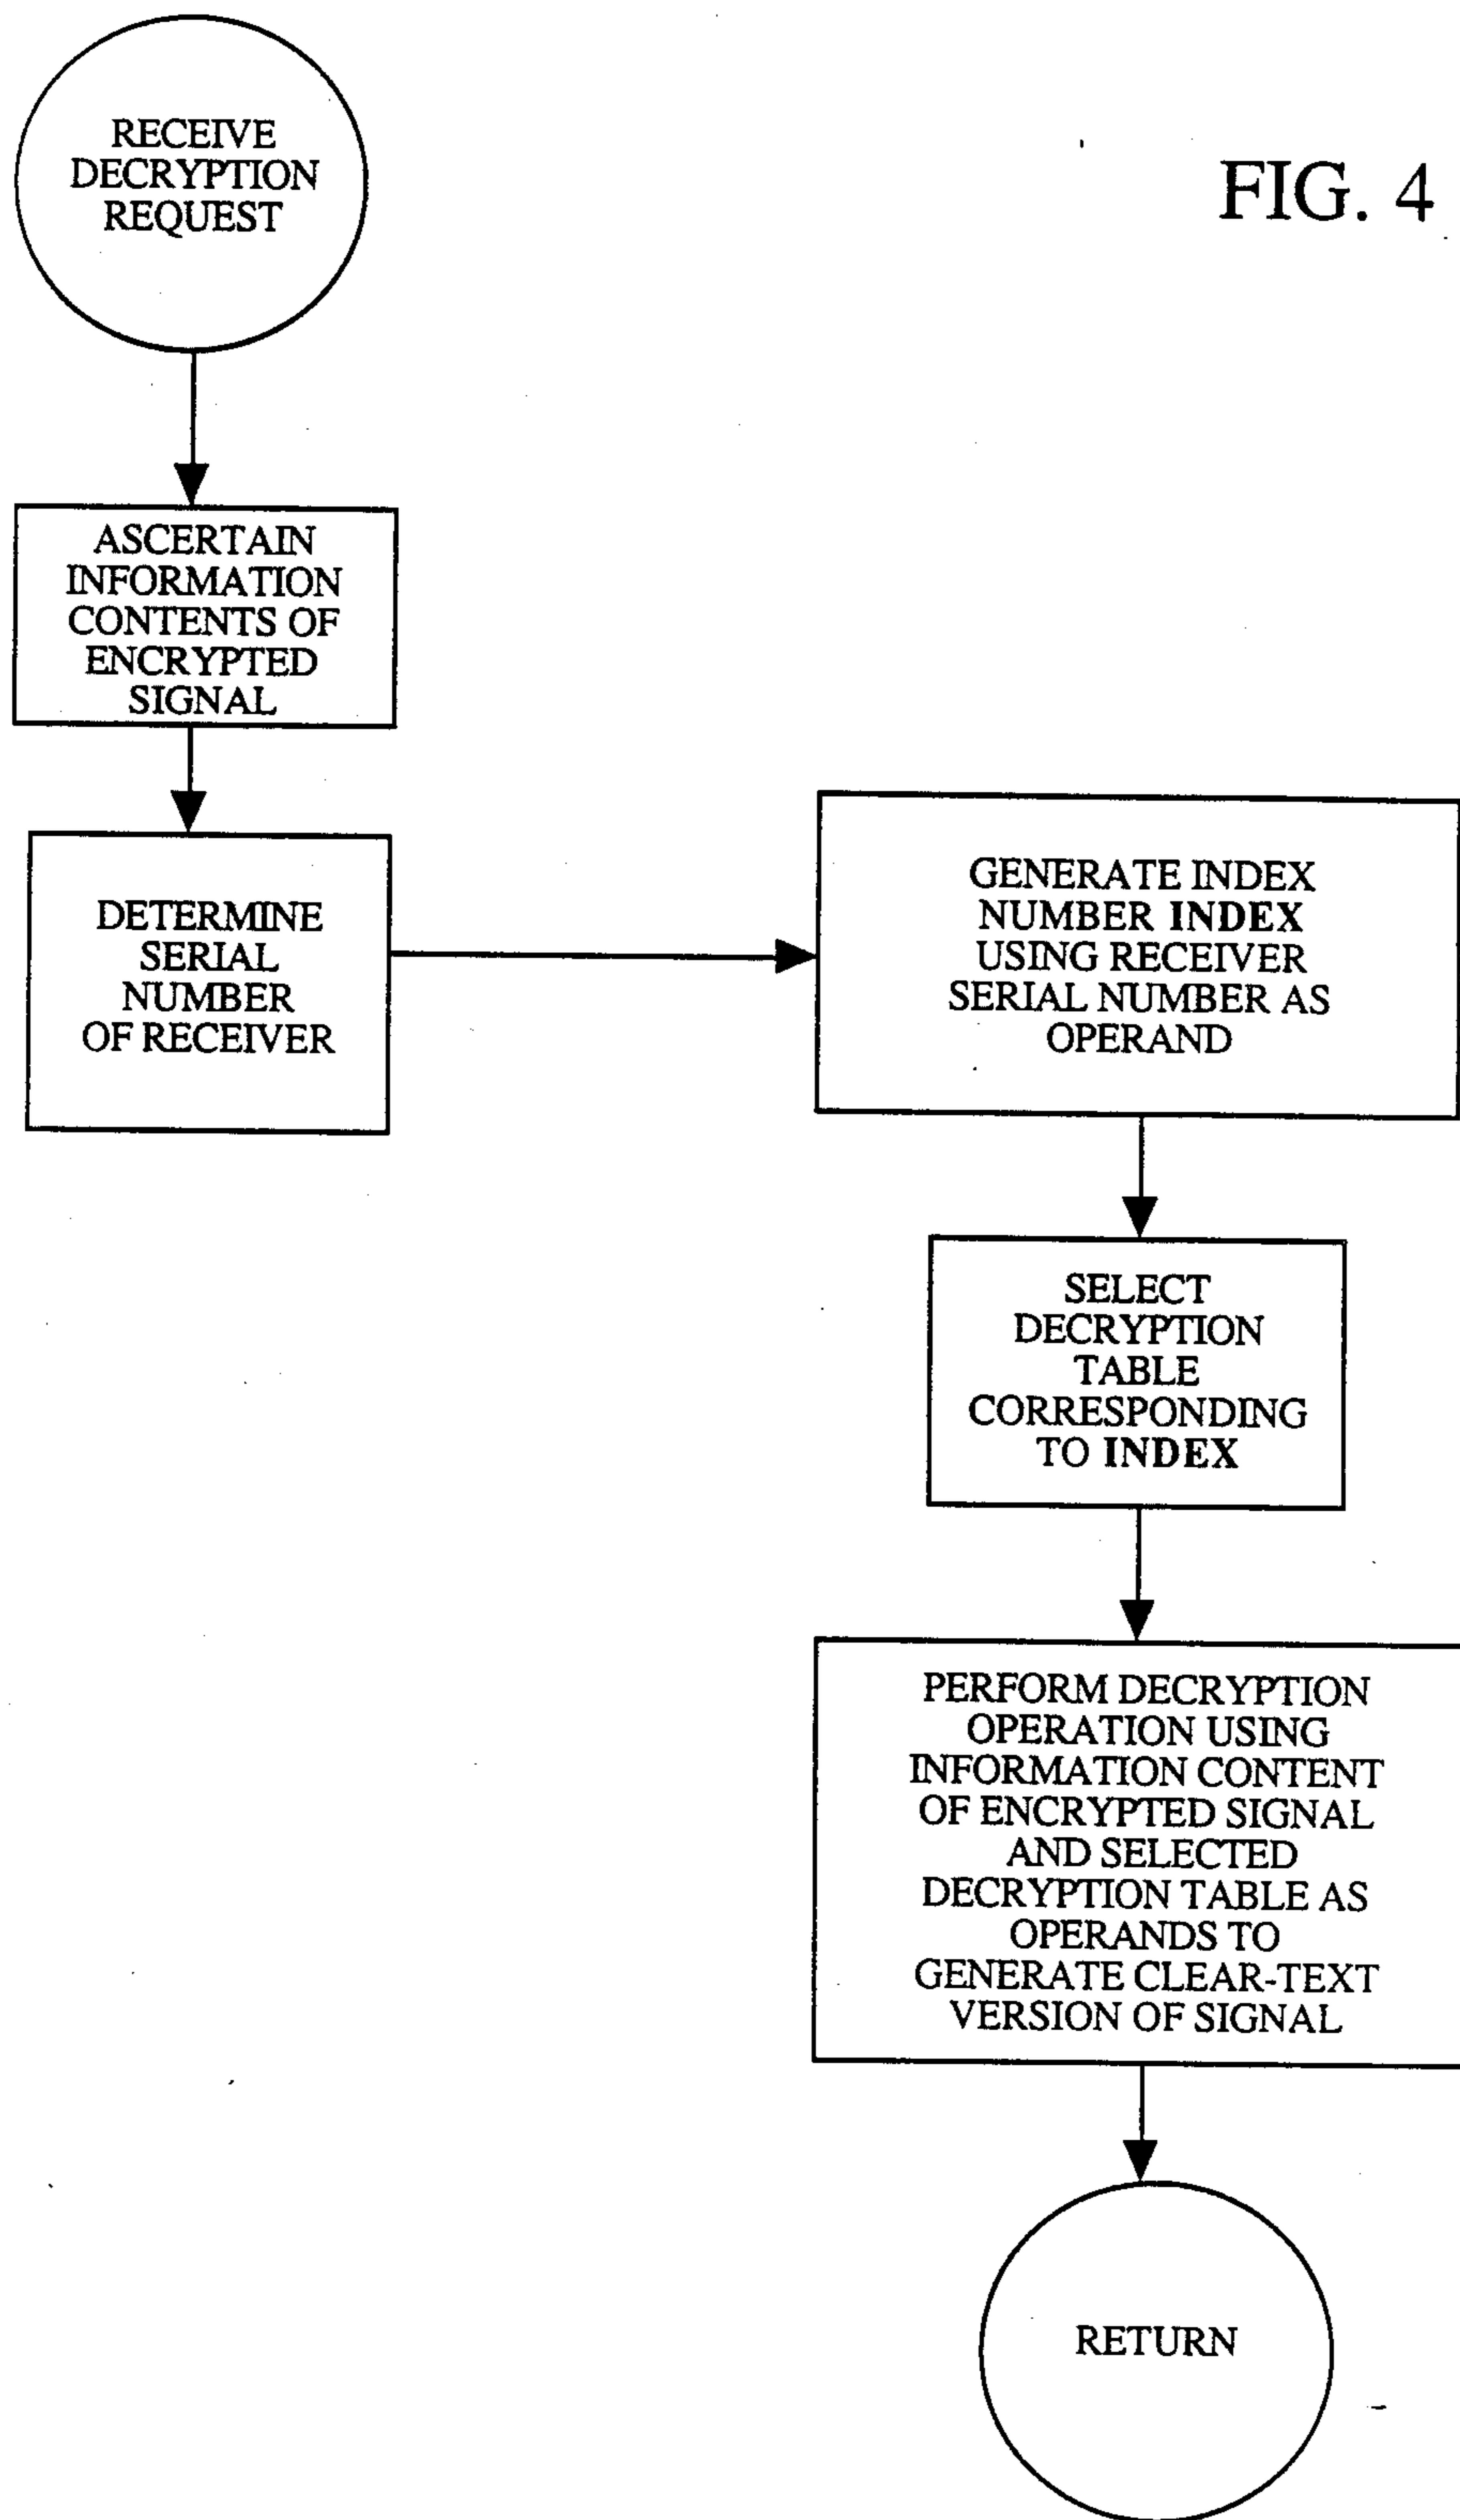 RECEIVE
DECRYPTION
REQUEST
FIG. 4
ASCERTAIN
INFORMATION
CONTENTS OF
ENCRYPTED
SIGNAL
DETERMINE
SERIAL
NUMBER
OF RECEIVER
GENERATE INDEX
NUMBER INDEX
USING RECEIVER
SERIAL NUMBER AS
OPERAND
SELECT
DECRYPTION
TABLE
CORRESPONDING
TO INDEX
PERFORM DECRYPTION
OPERATION USING
INFORMATION CONTENT
OF ENCRYPTED SIGNAL
AND SELECTED
DECRYPTION TABLE AS
OPERANDS TO
GENERATE CLEAR-TEXT
VERSION OF SIGNAL
RETURN